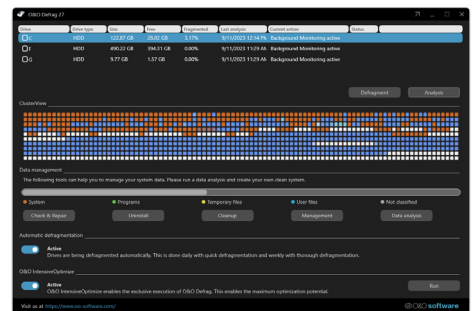 O&O Defrag 27
Drive Drive type Size Free Fragmented Last analysis Current action Status
C HDD 122.87 GB 28.02 GB 3.17% 9/11/2023 12:14 PM Background Monitoring active
E HDD 490.22 GB 394.31 GB 0.00% 9/11/2023 11:29 AM Background Monitoring active
G HDD 9.77 GB 1.57 GB 0.00% 9/11/2023 11:29 AM Background Monitoring active
Defragment Analysis
ClusterView
Data management
The following tools can help you to manage your system data. Please run a data analysis and create your own clean system.
System Programs Temporary files User files Not classified
Check & Repair Uninstall Cleanup Management Data analysis
Automatic defragmentation
Active
Drives are being defragmented automatically. This is done daily with quick defragmentation and weekly with thorough defragmentation.
O&O IntensiveOptimize
Active
O&O IntensiveOptimize enables the exclusive execution of O&O Defrag. This enables the maximum optimization potential.
Run
Visit us at https://www.oo-software.com/
O&O software